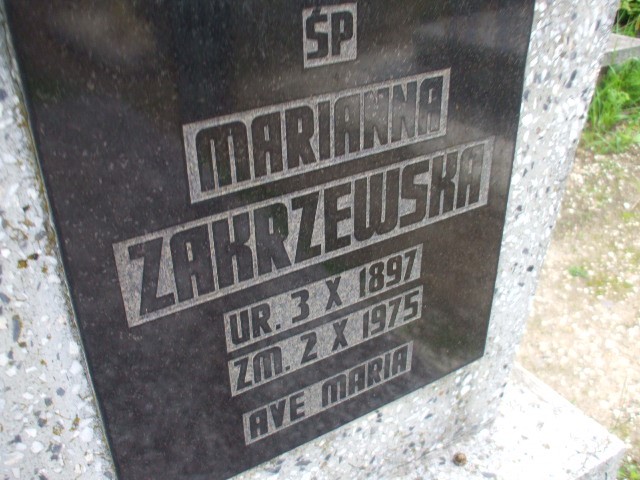 ŚP
MARIANNA
ZAKRZEWSKA
UR. 3 X 1897
ZM. 2 X 1975
AVE MARIA